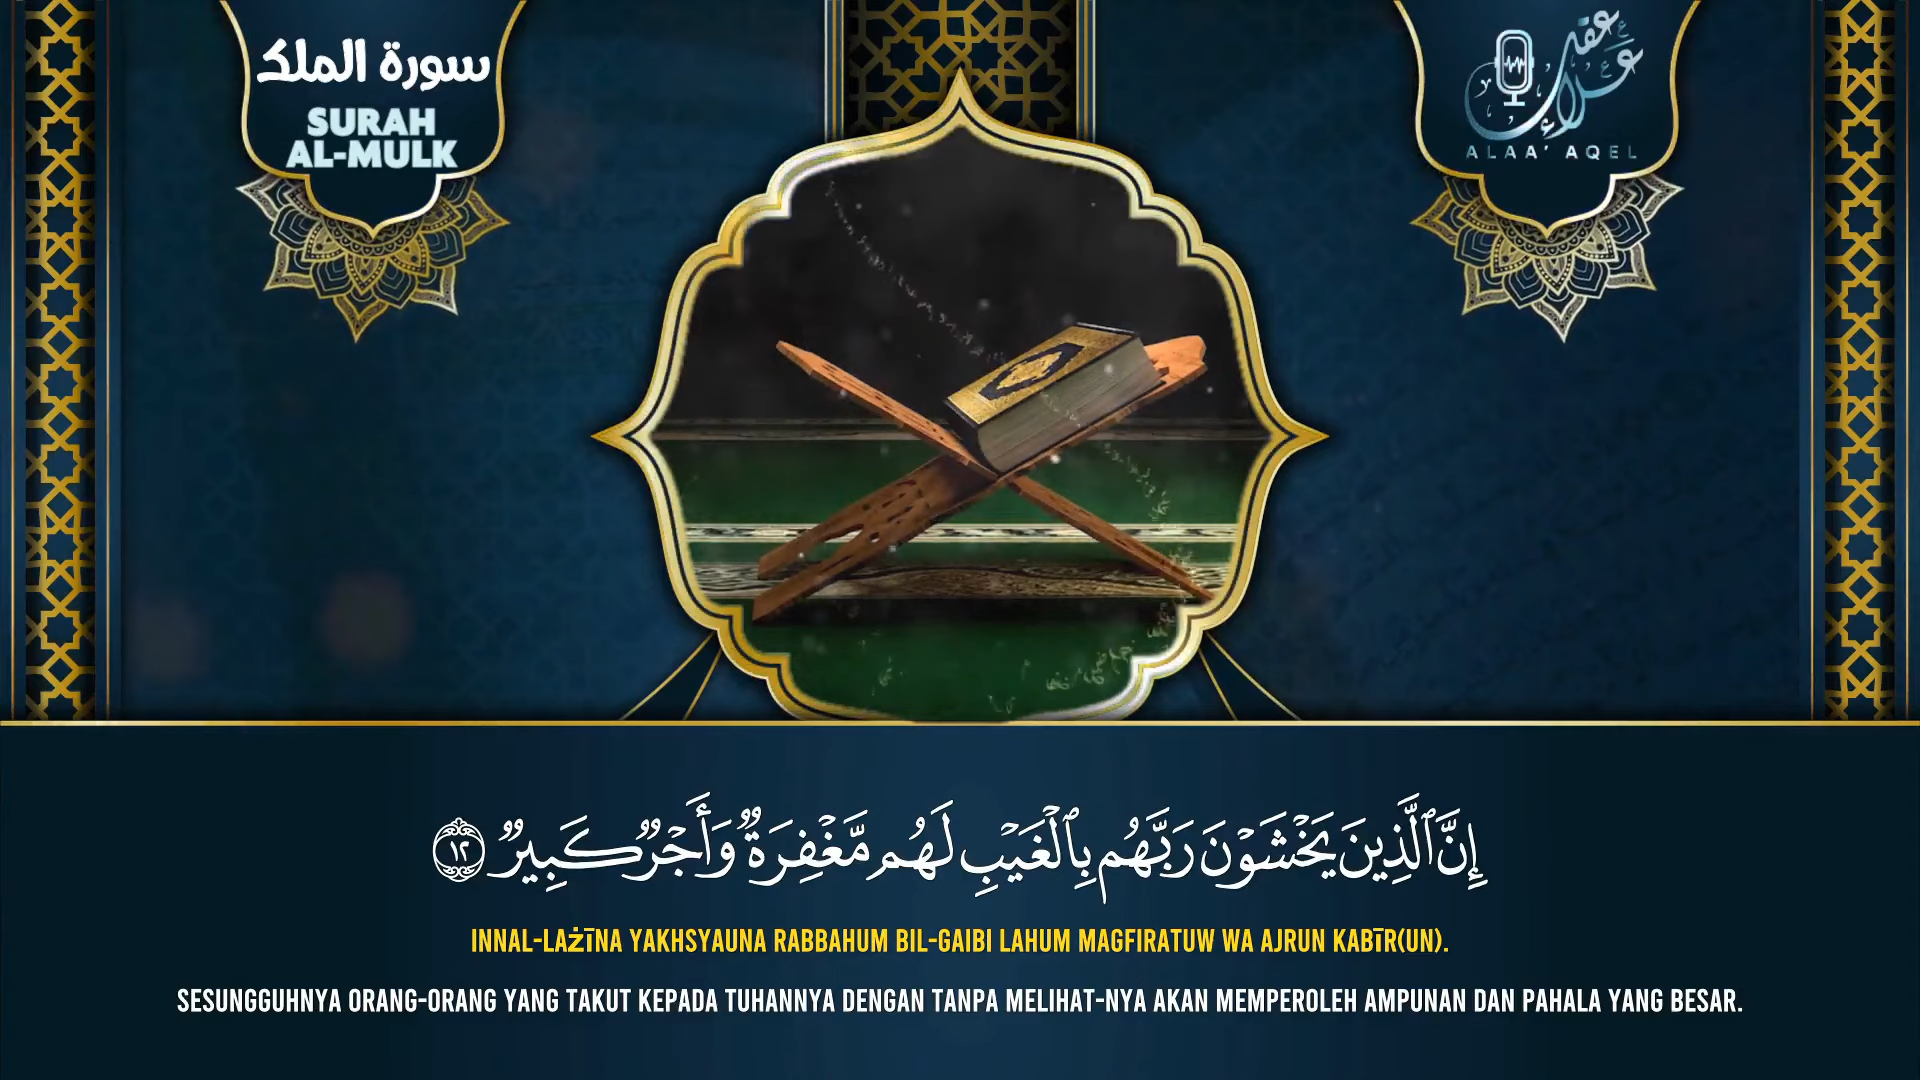 سورة الملك
SURAH
AL-MULK
علاء عقل
ALAA' AQEL
إِنَّ ٱلَّذِينَ يَخْشَوْنَ رَبَّهُم بِٱلْغَيْبِ لَهُم مَّغْفِرَةٌ وَأَجْرٌ كَبِيرٌ ١٢
INNAL-LAŻĪNA YAKHSYAUNA RABBAHUM BIL-GAIBI LAHUM MAGFIRATUW WA AJRUN KABĪR(UN).
SESUNGGUHNYA ORANG-ORANG YANG TAKUT KEPADA TUHANNYA DENGAN TANPA MELIHAT-NYA AKAN MEMPEROLEH AMPUNAN DAN PAHALA YANG BESAR.